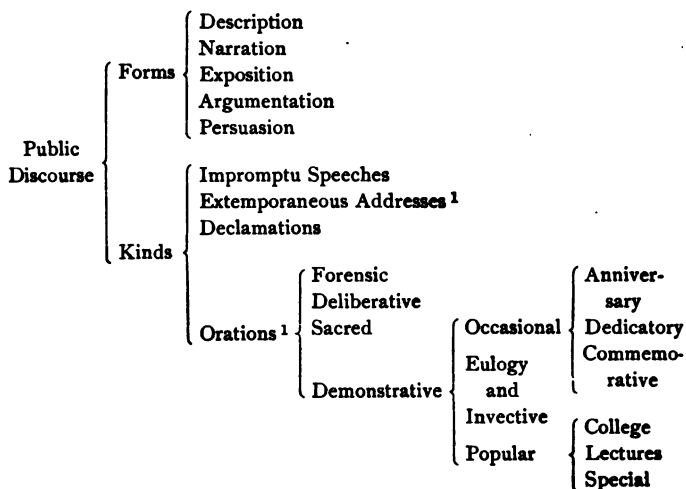 Public
Discourse
Forms
Description
Narration
Exposition
Argumentation
Persuasion
Kinds
Impromptu Speeches
Extemporaneous Addresses 1
Declamations
Orations 1
Forensic
Deliberative
Sacred
Demonstrative
Occasional
Anniver-
sary
Dedicatory
Commemo-
rative
Eulogy
and
Invective
Popular
College
Lectures
Special